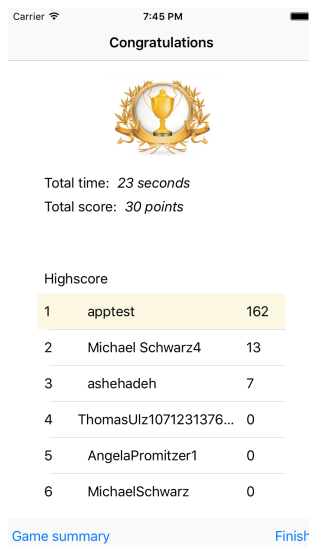 Carrier 7:45 PM
Congratulations
Total time: 23 seconds
Total score: 30 points
Highscore
1 apptest 162
2 Michael Schwarz4 13
3 ashehadeh 7
4 ThomasUlz1071231376... 0
5 AngelaPromitzer1 0
6 MichaelSchwarz 0
Game summary Finish